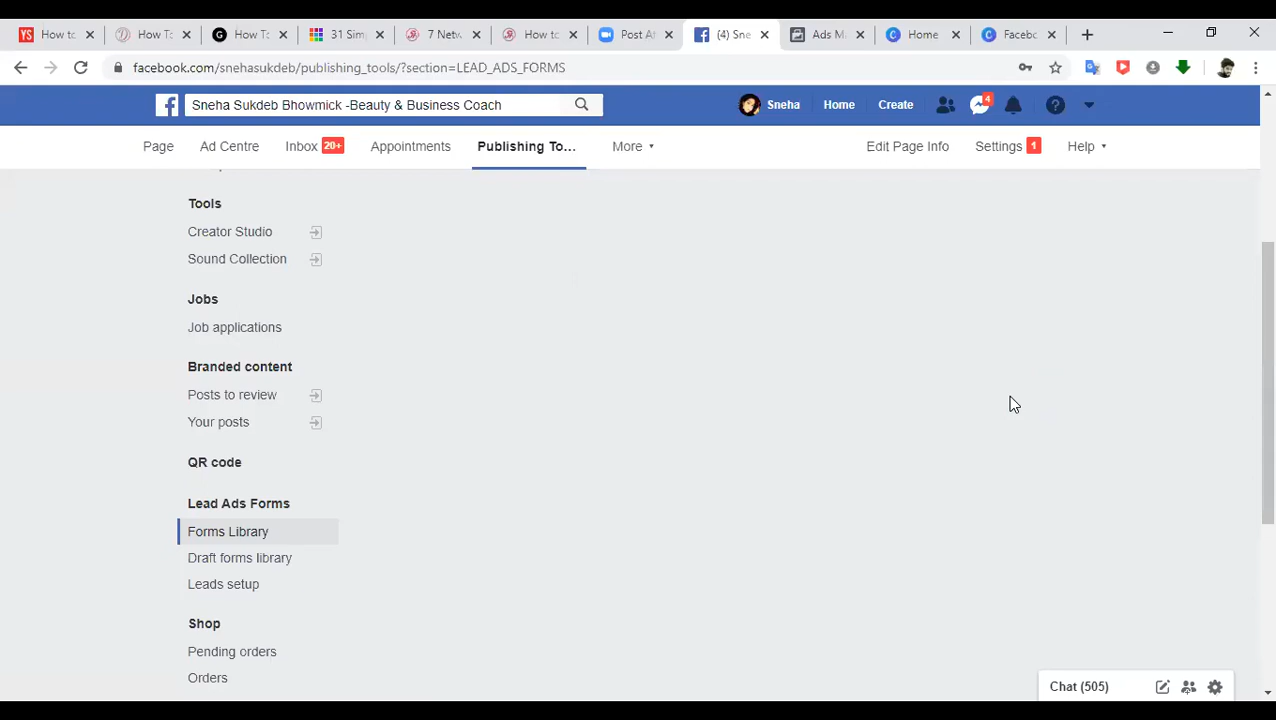 YS How to
How To
G How To
31 Sim
7 Netw
How to
Post At
(4) Sne
Ads M
Home
Faceb
facebook.com/snehasukdeb/publishing_tools/?section=LEAD_ADS_FORMS
Sneha Sukdeb Bhowmick -Beauty & Business Coach
Sneha
Home
Create
4
Page
Ad Centre
Inbox 20+
Appointments
Publishing To...
More
Edit Page Info
Settings 1
Help
Tools
Creator Studio
Sound Collection
Jobs
Job applications
Branded content
Posts to review
Your posts
QR code
Lead Ads Forms
Forms Library
Draft forms library
Leads setup
Shop
Pending orders
Orders
Chat (505)